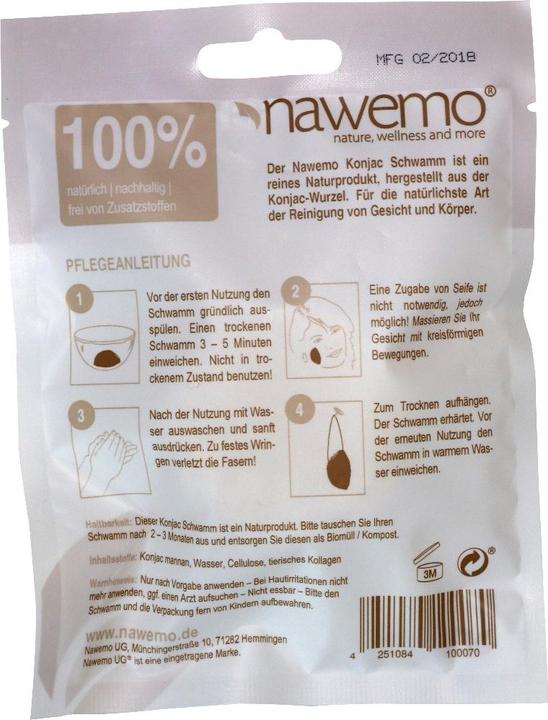 MFG 02/2018
100%
natürlich | nachhaltig |
frei von Zusatzstoffen
nawemo®
nature, wellness and more
Der Nawemo Konjac Schwamm ist ein
reines Naturprodukt, hergestellt aus der
Konjac-Wurzel. Für die natürlichste Art
der Reinigung von Gesicht und Körper.
PFLEGEANLEITUNG
1
Vor der ersten Nutzung den
Schwamm gründlich aus-
spülen. Einen trockenen
Schwamm 3 – 5 Minuten
einweichen. Nicht in tro-
ckenem Zustand benutzen!
2
Eine Zugabe von Seife ist
nicht notwendig, jedoch
möglich! Massieren Sie Ihr
Gesicht mit kreisförmigen
Bewegungen.
3
Nach der Nutzung mit Was-
ser auswaschen und sanft
ausdrücken. Zu festes Wrin-
gen verletzt die Fasern!
4
Zum Trocknen aufhängen.
Der Schwamm erhärtet. Vor
der erneuten Nutzung den
Schwamm in warmem Was-
ser einweichen.
Haltbarkeit: Dieser Konjac Schwamm ist ein Naturprodukt. Bitte tauschen Sie Ihren
Schwamm nach 2 – 3 Monaten aus und entsorgen Sie diesen als Biomüll / Kompost.
Inhaltsstoffe: Konjac mannan, Wasser, Cellulose, tierisches Kollagen
Warnhinweis: Nur nach Vorgabe anwenden – Bei Hautirritationen nicht
mehr anwenden, ggf. einen Arzt aufsuchen – Nicht essbar – Bitte den
Schwamm und die Verpackung fern von Kindern aufbewahren.
3M
www.nawemo.de
Nawemo UG, Münchingerstraße 10, 71282 Hemmingen
Nawemo UG® ist eine eingetragene Marke.
4 251084 100070